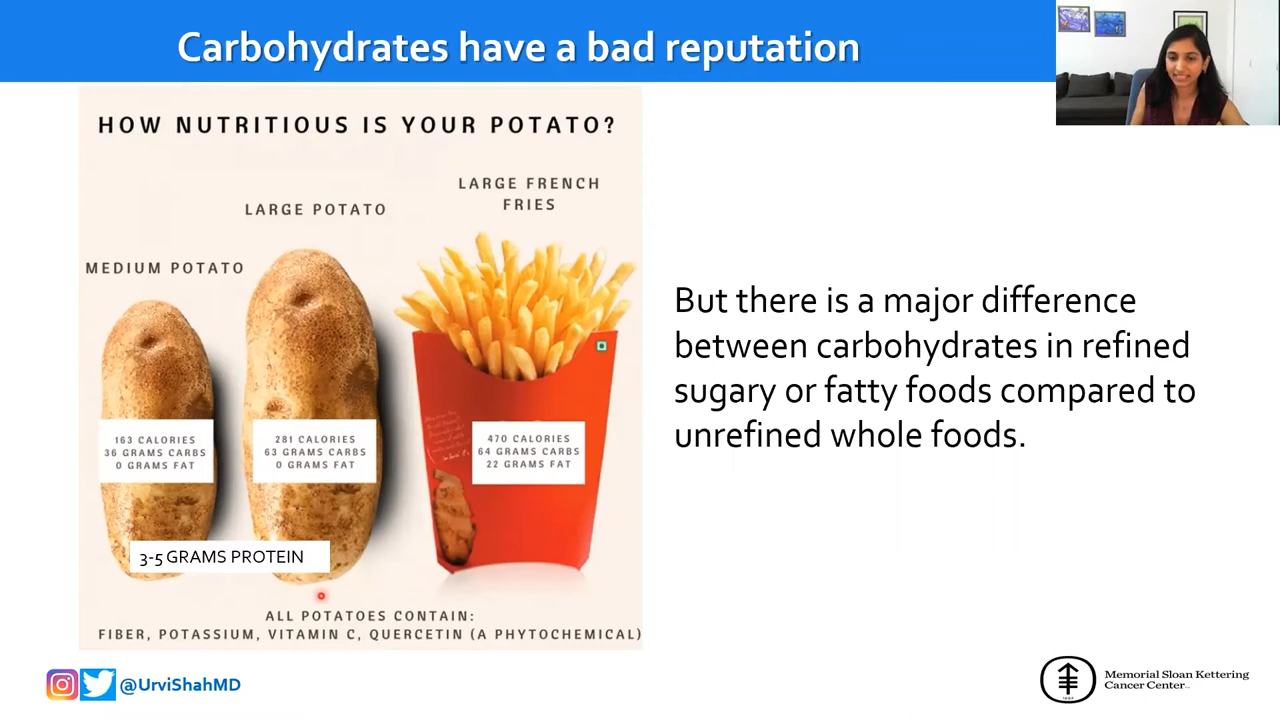 Carbohydrates have a bad reputation
HOW NUTRITIOUS IS YOUR POTATO?
LARGE FRENCH
FRIES
LARGE POTATO
MEDIUM POTATO
163 CALORIES
36 GRAMS CARBS
0 GRAMS FAT
281 CALORIES
63 GRAMS CARBS
0 GRAMS FAT
470 CALORIES
64 GRAMS CARBS
22 GRAMS FAT
3-5 GRAMS PROTEIN
ALL POTATOES CONTAIN:
FIBER, POTASSIUM, VITAMIN C, QUERCETIN (A PHYTOCHEMICAL)
But there is a major difference
between carbohydrates in refined
sugary or fatty foods compared to
unrefined whole foods.
@UrviShahMD
Memorial Sloan Kettering
Cancer Center